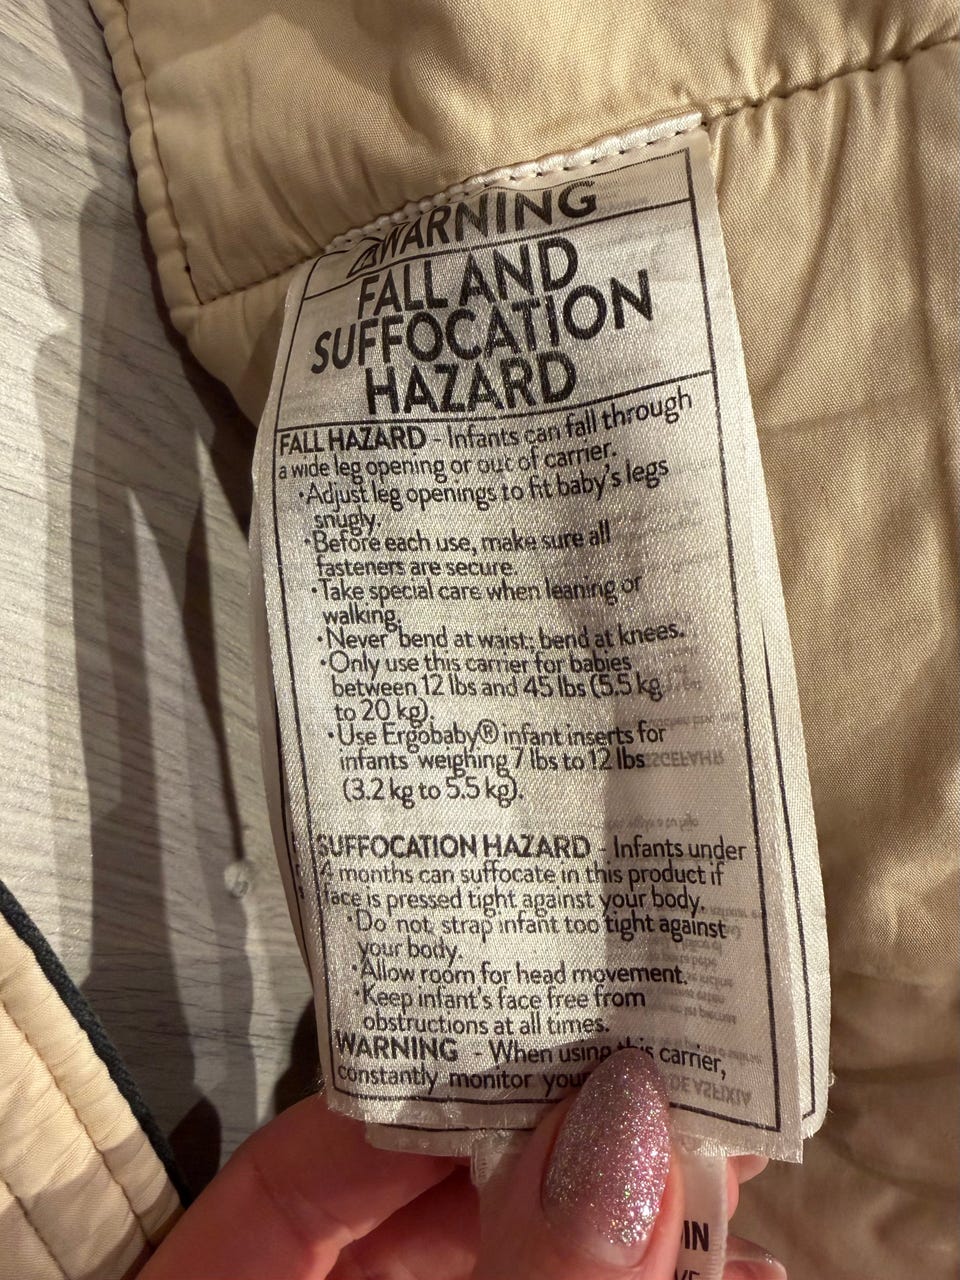 ⚠WARNING
FALL AND
SUFFOCATION
HAZARD
FALL HAZARD - Infants can fall through
a wide leg opening or out of carrier.
•Adjust leg openings to fit baby's legs
snugly.
•Before each use, make sure all
fasteners are secure.
•Take special care when leaning or
walking.
•Never bend at waist; bend at knees.
•Only use this carrier for babies
between 12 lbs and 45 lbs (5.5 kg
to 20 kg).
•Use Ergobaby® infant inserts for
infants weighing 7 lbs to 12 lbs
(3.2 kg to 5.5 kg).
SUFFOCATION HAZARD - Infants under
4 months can suffocate in this product if
face is pressed tight against your body.
•Do not strap infant too tight against
your body.
•Allow room for head movement.
•Keep infant's face free from
obstructions at all times.
WARNING - When using this carrier,
constantly monitor your
DE ASFIXIA